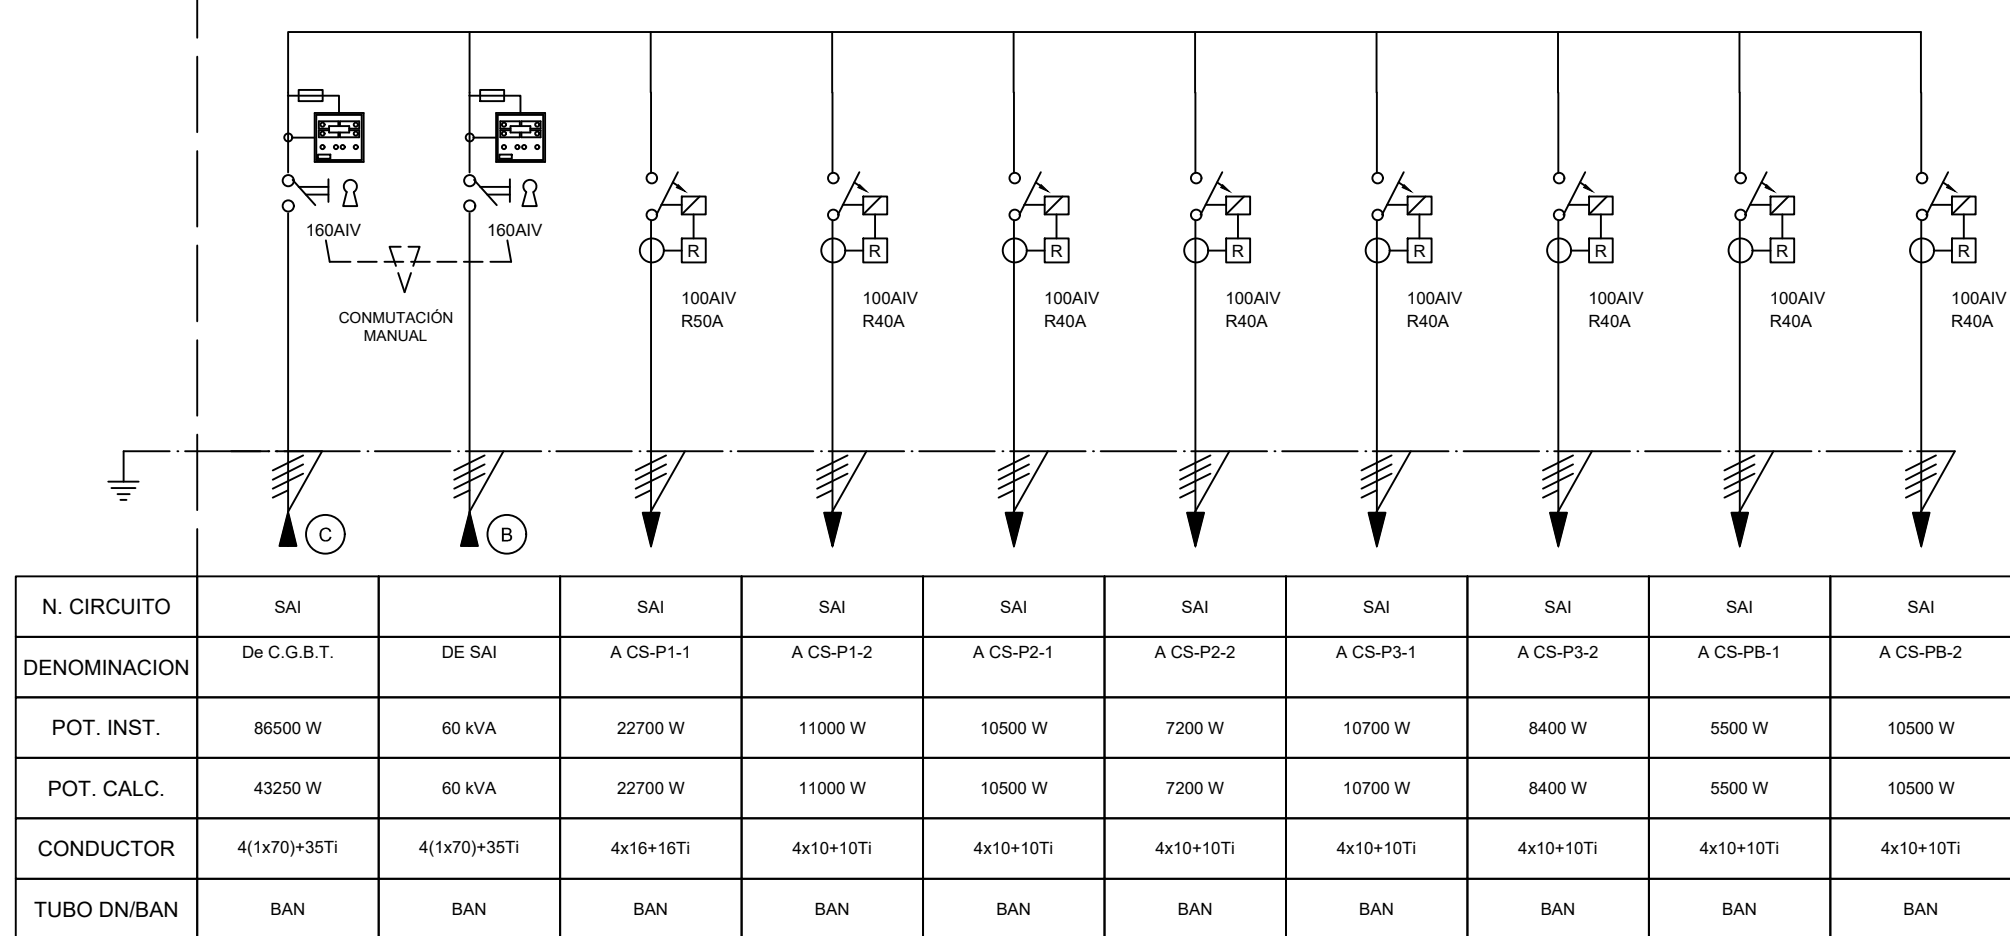 160AIV
160AIV
CONMUTACIÓN
MANUAL
R
R
R
R
R
R
R
R
100AIV
R50A
100AIV
R40A
100AIV
R40A
100AIV
R40A
100AIV
R40A
100AIV
R40A
100AIV
R40A
100AIV
R40A
C
B
N. CIRCUITO SAI SAI SAI SAI SAI SAI SAI SAI SAI
DENOMINACION De C.G.B.T. DE SAI A CS-P1-1 A CS-P1-2 A CS-P2-1 A CS-P2-2 A CS-P3-1 A CS-P3-2 A CS-PB-1 A CS-PB-2
POT. INST. 86500 W 60 kVA 22700 W 11000 W 10500 W 7200 W 10700 W 8400 W 5500 W 10500 W
POT. CALC. 43250 W 60 kVA 22700 W 11000 W 10500 W 7200 W 10700 W 8400 W 5500 W 10500 W
CONDUCTOR 4(1x70)+35Ti 4(1x70)+35Ti 4x16+16Ti 4x10+10Ti 4x10+10Ti 4x10+10Ti 4x10+10Ti 4x10+10Ti 4x10+10Ti 4x10+10Ti
TUBO DN/BAN BAN BAN BAN BAN BAN BAN BAN BAN BAN BAN